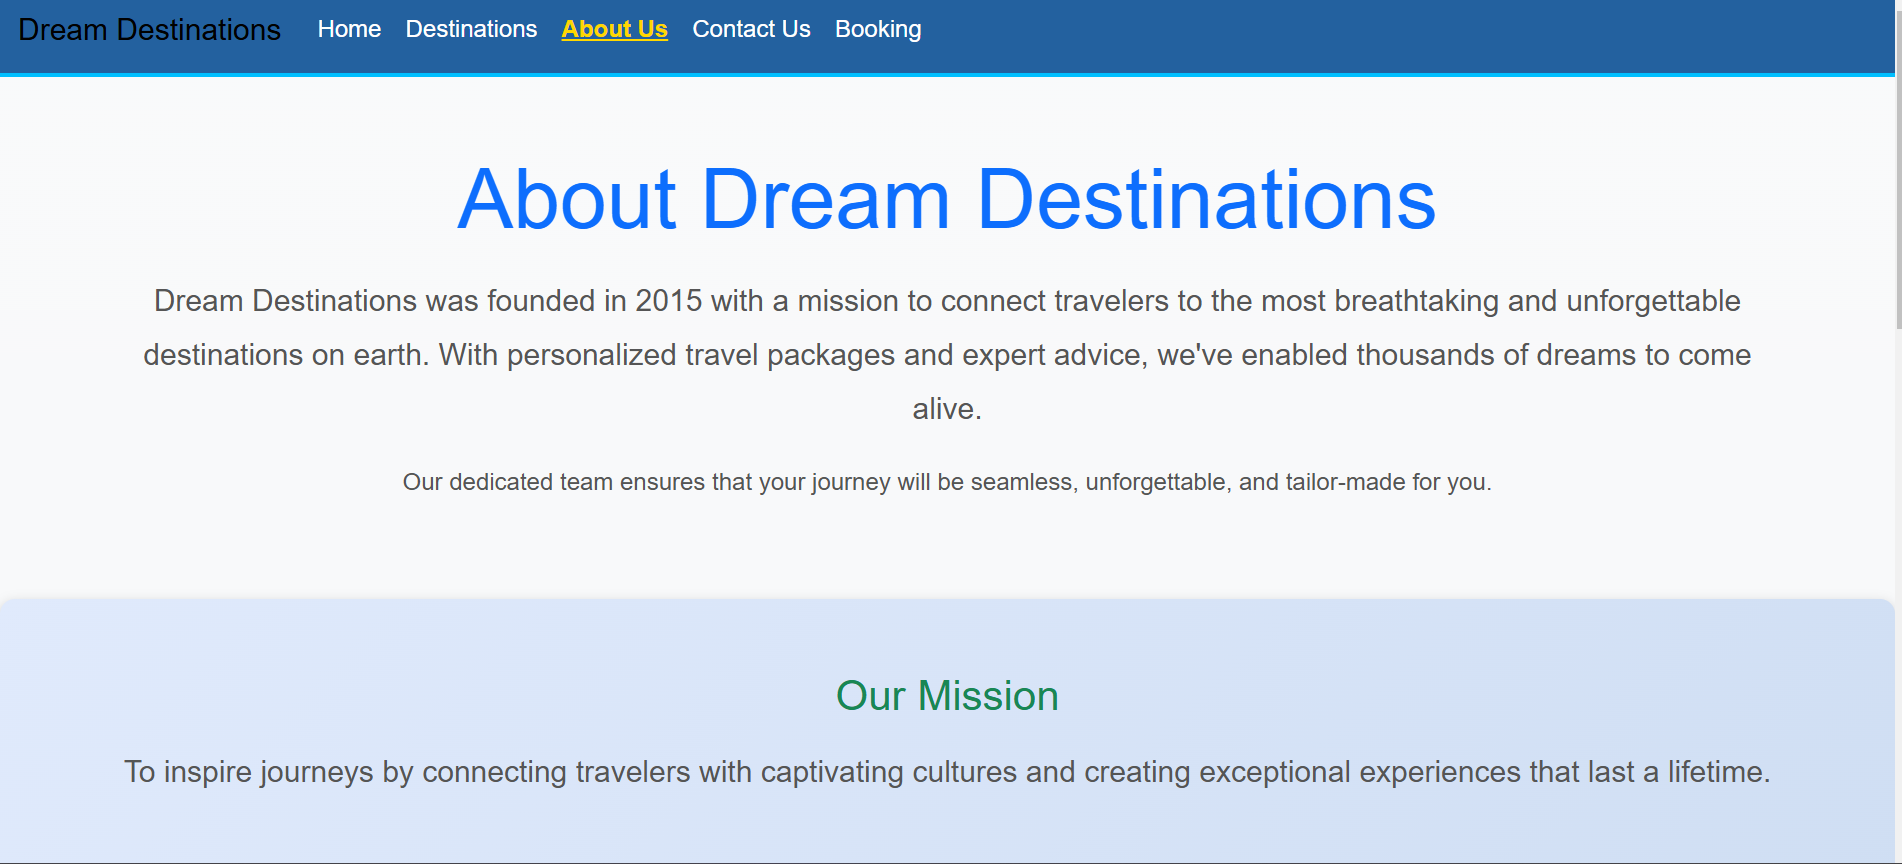 Dream Destinations Home Destinations About Us Contact Us Booking
About Dream Destinations
Dream Destinations was founded in 2015 with a mission to connect travelers to the most breathtaking and unforgettable
destinations on earth. With personalized travel packages and expert advice, we've enabled thousands of dreams to come
alive.
Our dedicated team ensures that your journey will be seamless, unforgettable, and tailor-made for you.
Our Mission
To inspire journeys by connecting travelers with captivating cultures and creating exceptional experiences that last a lifetime.